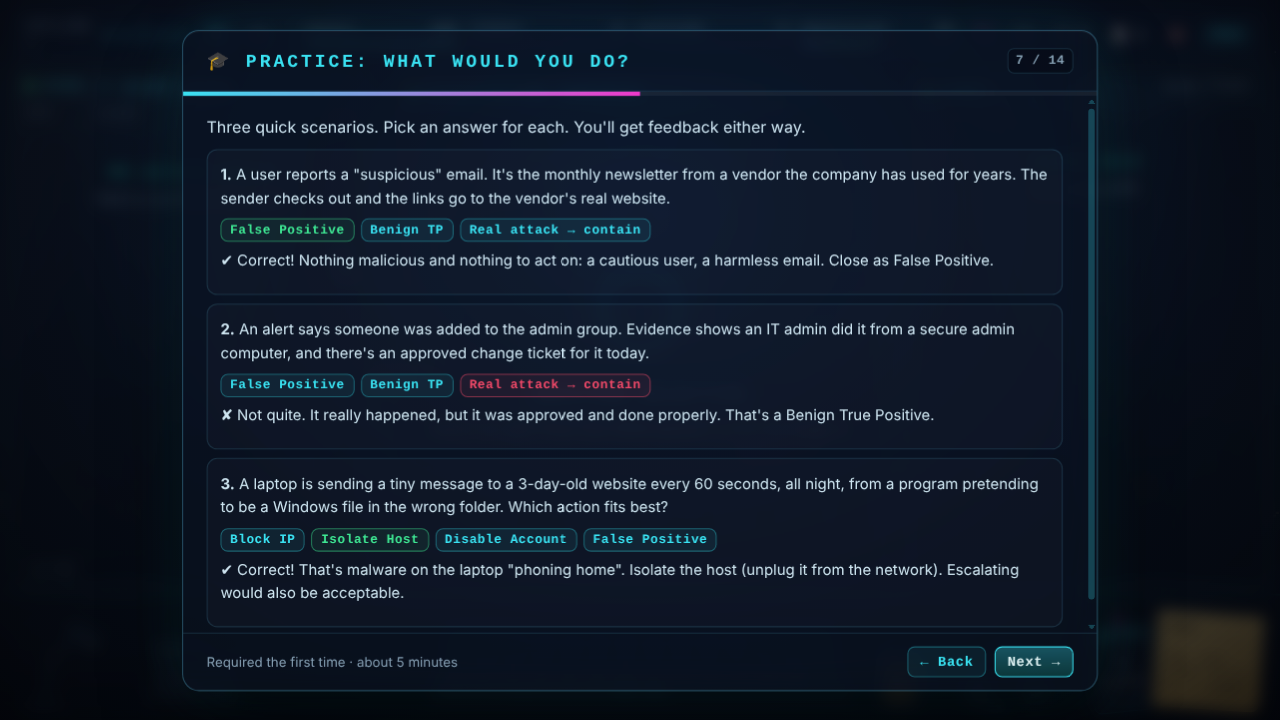 🎓 PRACTICE: WHAT WOULD YOU DO?
7 / 14
Three quick scenarios. Pick an answer for each. You'll get feedback either way.
1. A user reports a "suspicious" email. It's the monthly newsletter from a vendor the company has used for years. The
sender checks out and the links go to the vendor's real website.
False Positive Benign TP Real attack → contain
✔ Correct! Nothing malicious and nothing to act on: a cautious user, a harmless email. Close as False Positive.
2. An alert says someone was added to the admin group. Evidence shows an IT admin did it from a secure admin
computer, and there's an approved change ticket for it today.
False Positive Benign TP Real attack → contain
✘ Not quite. It really happened, but it was approved and done properly. That's a Benign True Positive.
3. A laptop is sending a tiny message to a 3-day-old website every 60 seconds, all night, from a program pretending
to be a Windows file in the wrong folder. Which action fits best?
Block IP Isolate Host Disable Account False Positive
✔ Correct! That's malware on the laptop "phoning home". Isolate the host (unplug it from the network). Escalating
would also be acceptable.
Required the first time · about 5 minutes
← Back Next →